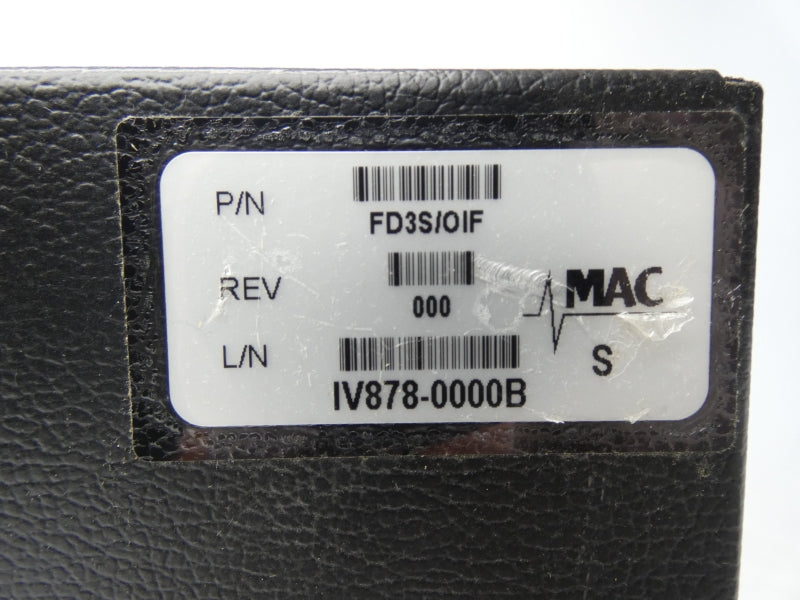 P/N
FD3S/OIF
REV
000
MAC
L/N
S
IV878-0000B